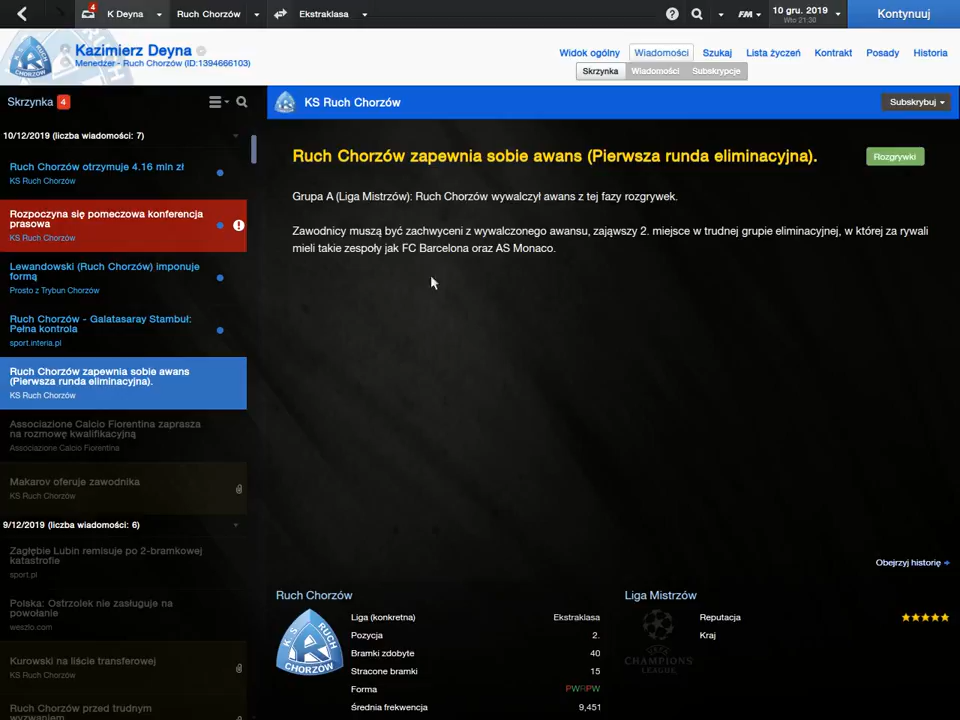 4
K Deyna
Ruch Chorzów
Ekstraklasa
?
FM
10 gru. 2019
Wto 21:30
Kontynuuj
Kazimierz Deyna
Menedżer - Ruch Chorzów (ID:1394666103)
Widok ogólny
Wiadomości
Szukaj
Lista życzeń
Kontrakt
Posady
Historia
Skrzynka
Wiadomości
Subskrypcje
Skrzynka 4
KS Ruch Chorzów
Subskrybuj
10/12/2019 (liczba wiadomości: 7)
Ruch Chorzów otrzymuje 4.16 mln zł
KS Ruch Chorzów
Rozpoczyna się pomeczowa konferencja
prasowa
KS Ruch Chorzów
Lewandowski (Ruch Chorzów) imponuje
formą
Prosto z Trybun Chorzów
Ruch Chorzów - Galatasaray Stambuł:
Pełna kontrola
sport.interia.pl
Ruch Chorzów zapewnia sobie awans
(Pierwsza runda eliminacyjna).
KS Ruch Chorzów
Associazione Calcio Fiorentina zaprasza
na rozmowę kwalifikacyjną
Associazione Calcio Fiorentina
Makarov oferuje zawodnika
KS Ruch Chorzów
9/12/2019 (liczba wiadomości: 6)
Zagłębie Lubin remisuje po 2-bramkowej
katastrofie
sport.pl
Polska: Ostrzolek nie zasługuje na
powołanie
weszlo.com
Kurowski na liście transferowej
KS Ruch Chorzów
Ruch Chorzów przed trudnym
wyzwaniem
Ruch Chorzów zapewnia sobie awans (Pierwsza runda eliminacyjna).
Rozgrywki
Grupa A (Liga Mistrzów): Ruch Chorzów wywalczył awans z tej fazy rozgrywek.
Zawodnicy muszą być zachwyceni z wywalczonego awansu, zająwszy 2. miejsce w trudnej grupie eliminacyjnej, w której za rywali
mieli takie zespoły jak FC Barcelona oraz AS Monaco.
Obejrzyj historię
Ruch Chorzów
K S RUCH
CHORZÓW
Liga (konkretna) Ekstraklasa
Pozycja 2.
Bramki zdobyte 40
Stracone bramki 15
Forma PWRPW
Średnia frekwencja 9,451
Liga Mistrzów
CHAMPIONS
LEAGUE
Reputacja
Kraj